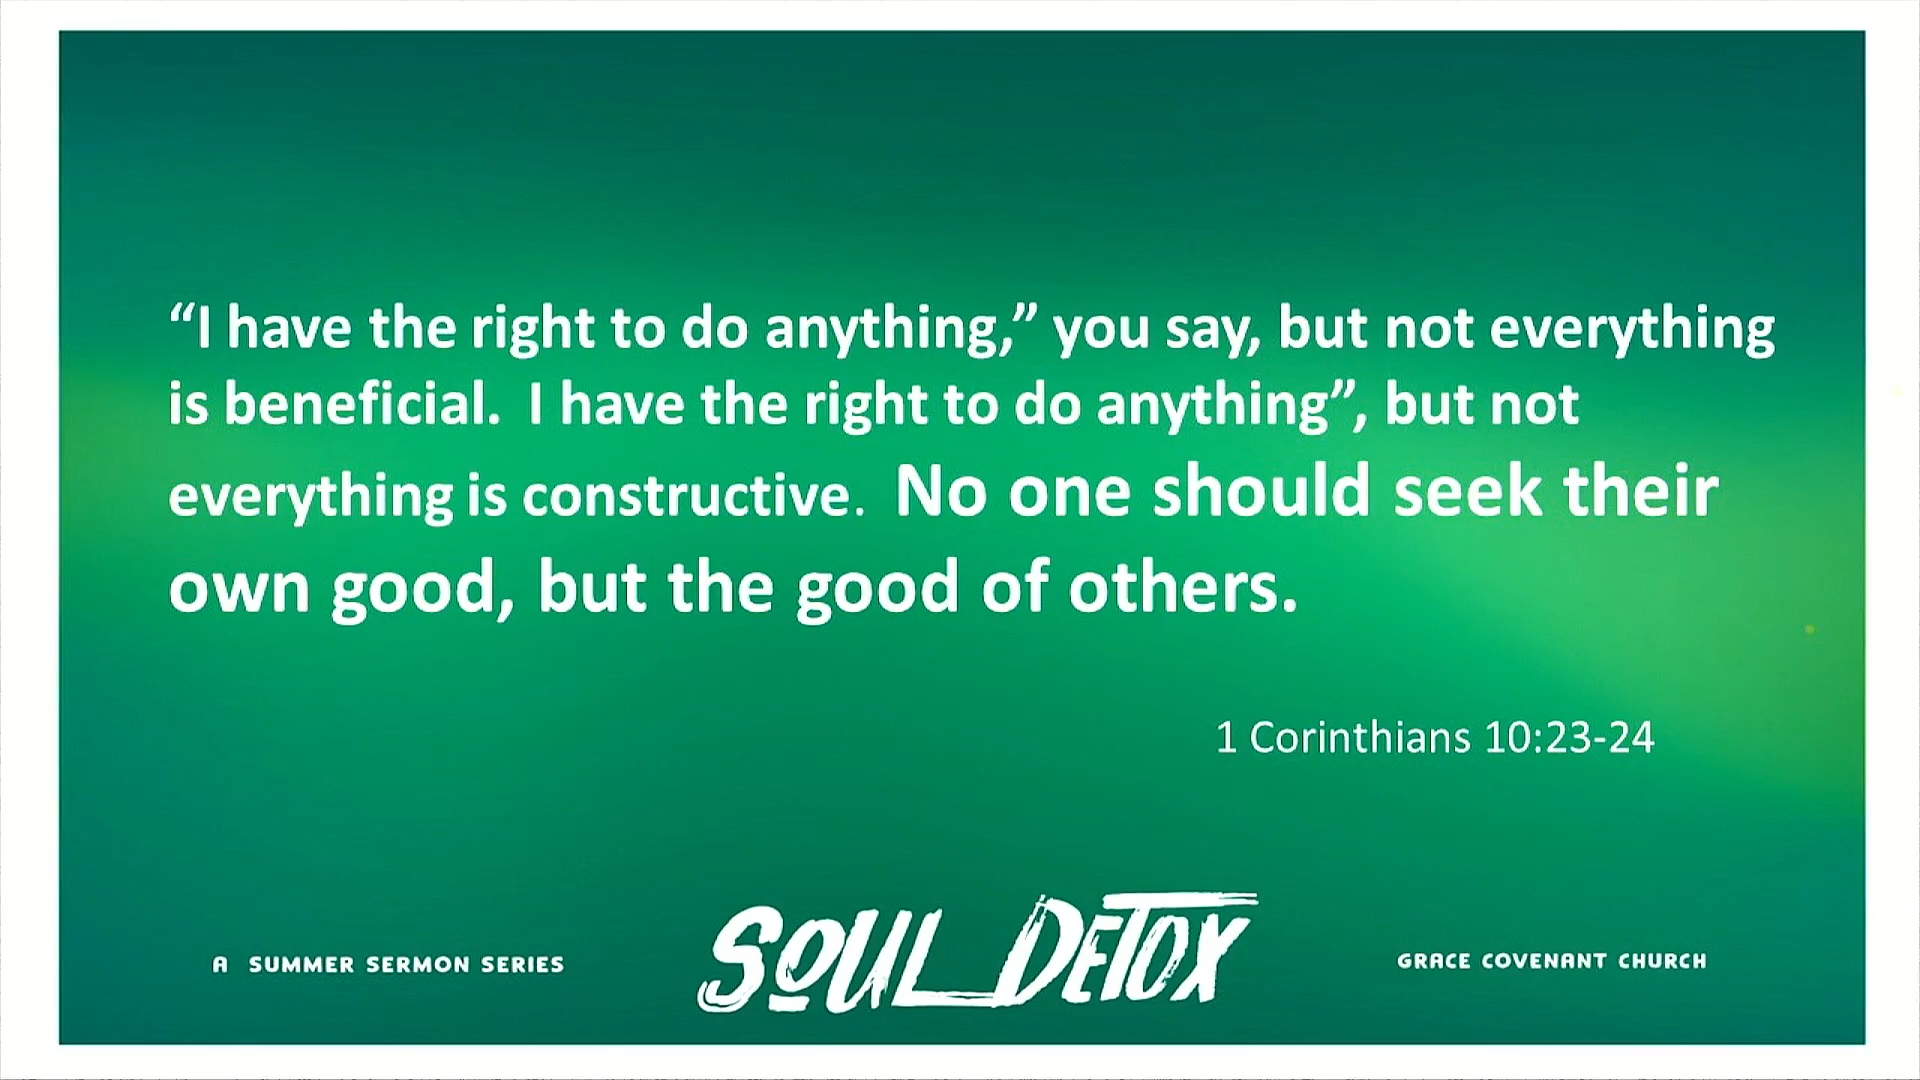 “I have the right to do anything,” you say, but not everything
is beneficial.  I have the right to do anything”, but not
everything is constructive.  No one should seek their
own good, but the good of others.
1 Corinthians 10:23-24
A SUMMER SERMON SERIES
SOUL DETOX
GRACE COVENANT CHURCH